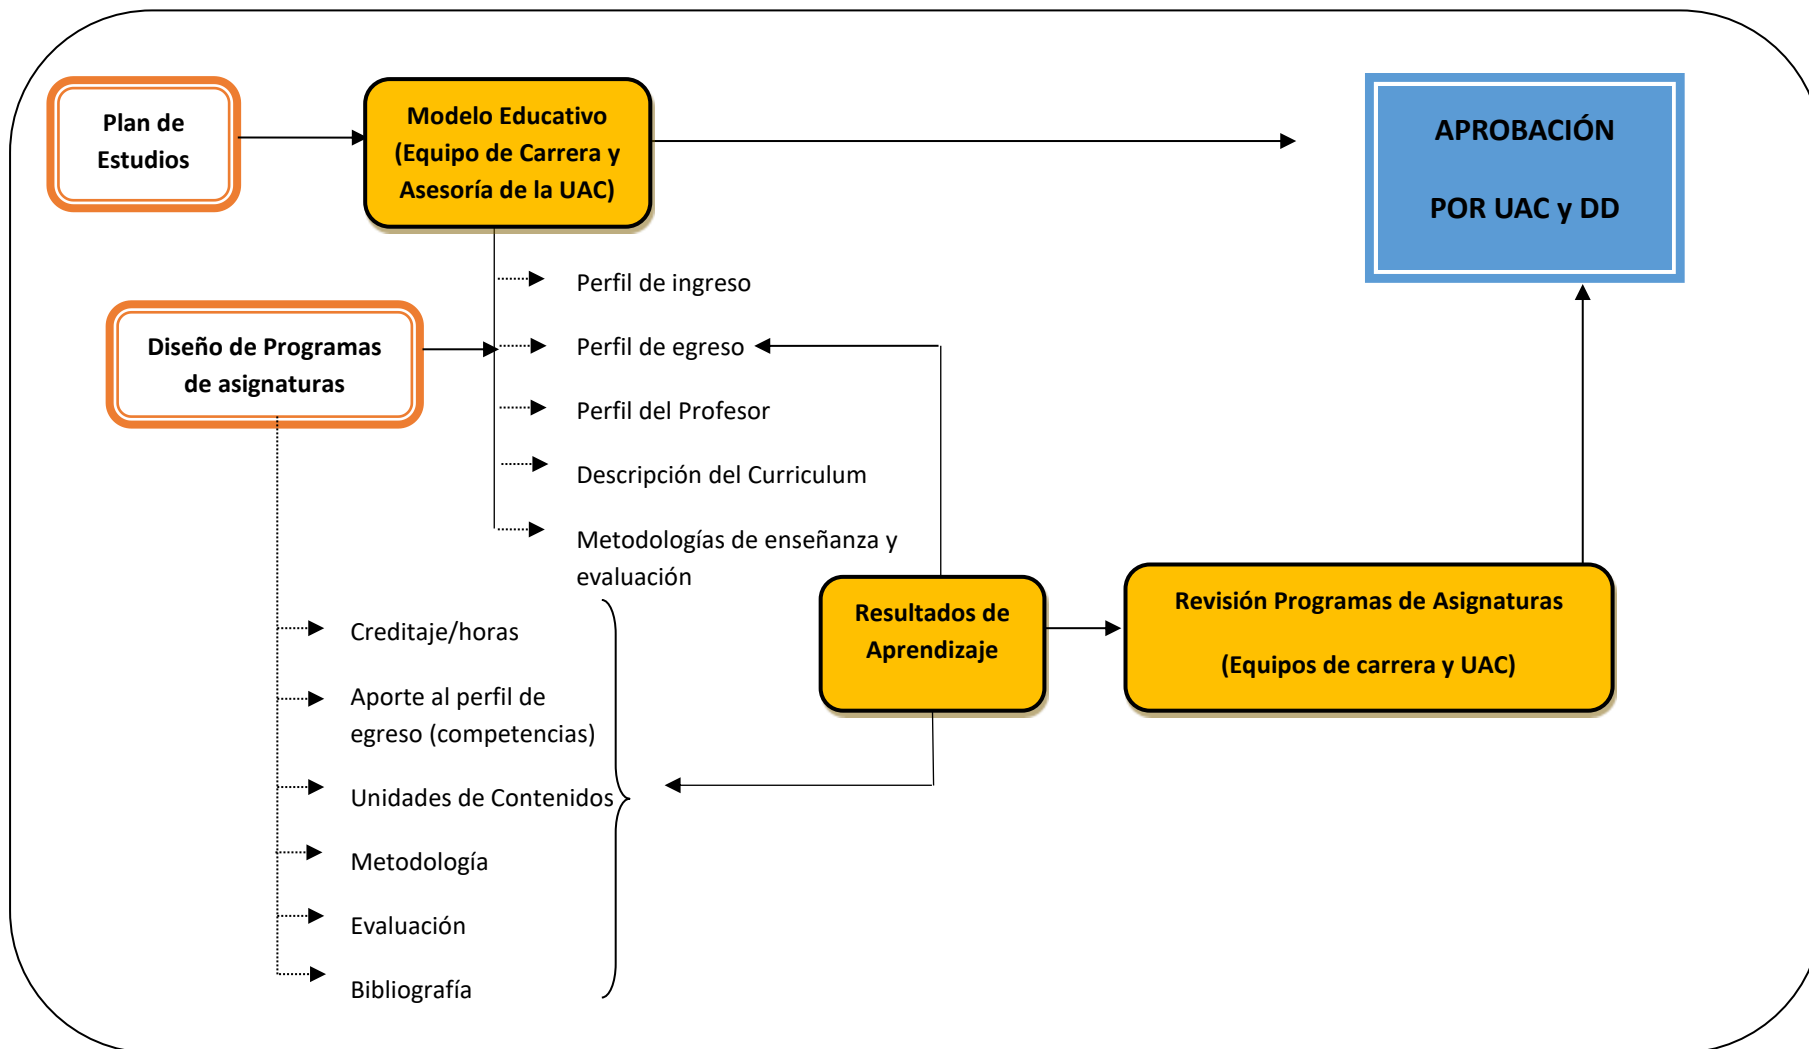 Plan de
Estudios
Modelo Educativo
(Equipo de Carrera y
Asesoría de la UAC)
APROBACIÓN
POR UAC y DD
Perfil de ingreso
Diseño de Programas
de asignaturas
Perfil de egreso
Perfil del Profesor
Descripción del Curriculum
Metodologías de enseñanza y
evaluación
Resultados de
Aprendizaje
Revisión Programas de Asignaturas
(Equipos de carrera y UAC)
Creditaje/horas
Aporte al perfil de
egreso (competencias)
Unidades de Contenidos
Metodología
Evaluación
Bibliografía